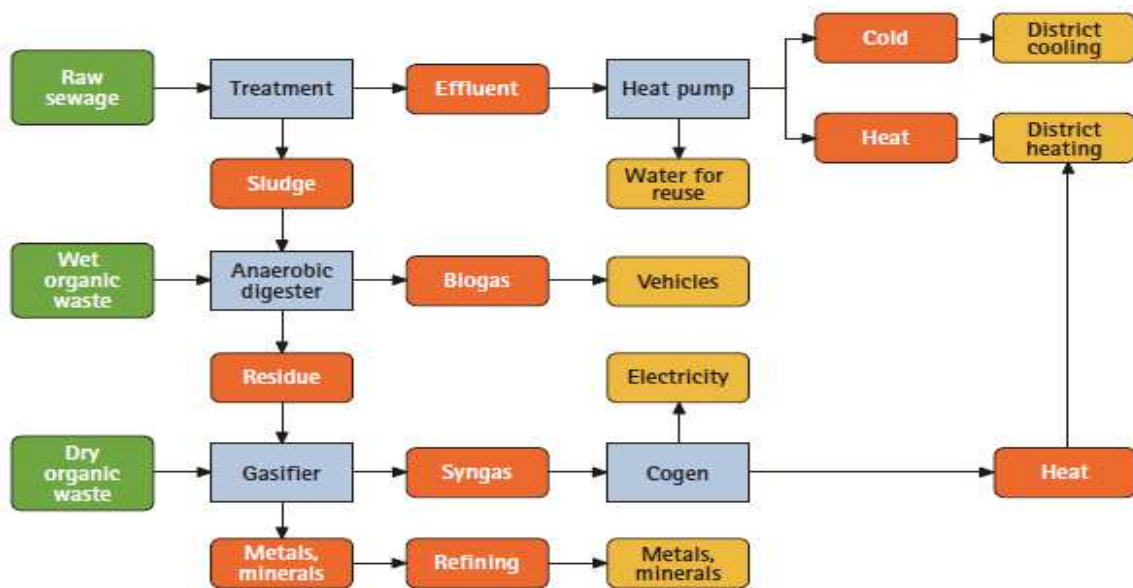 Cold
District
cooling
Raw
sewage
Treatment
Effluent
Heat pump
Heat
District
heating
Sludge
Water for
reuse
Wet
organic
waste
Anaerobic
digester
Biogas
Vehicles
Residue
Electricity
Dry
organic
waste
Gasifier
Syngas
Cogen
Heat
Metals,
minerals
Refining
Metals,
minerals